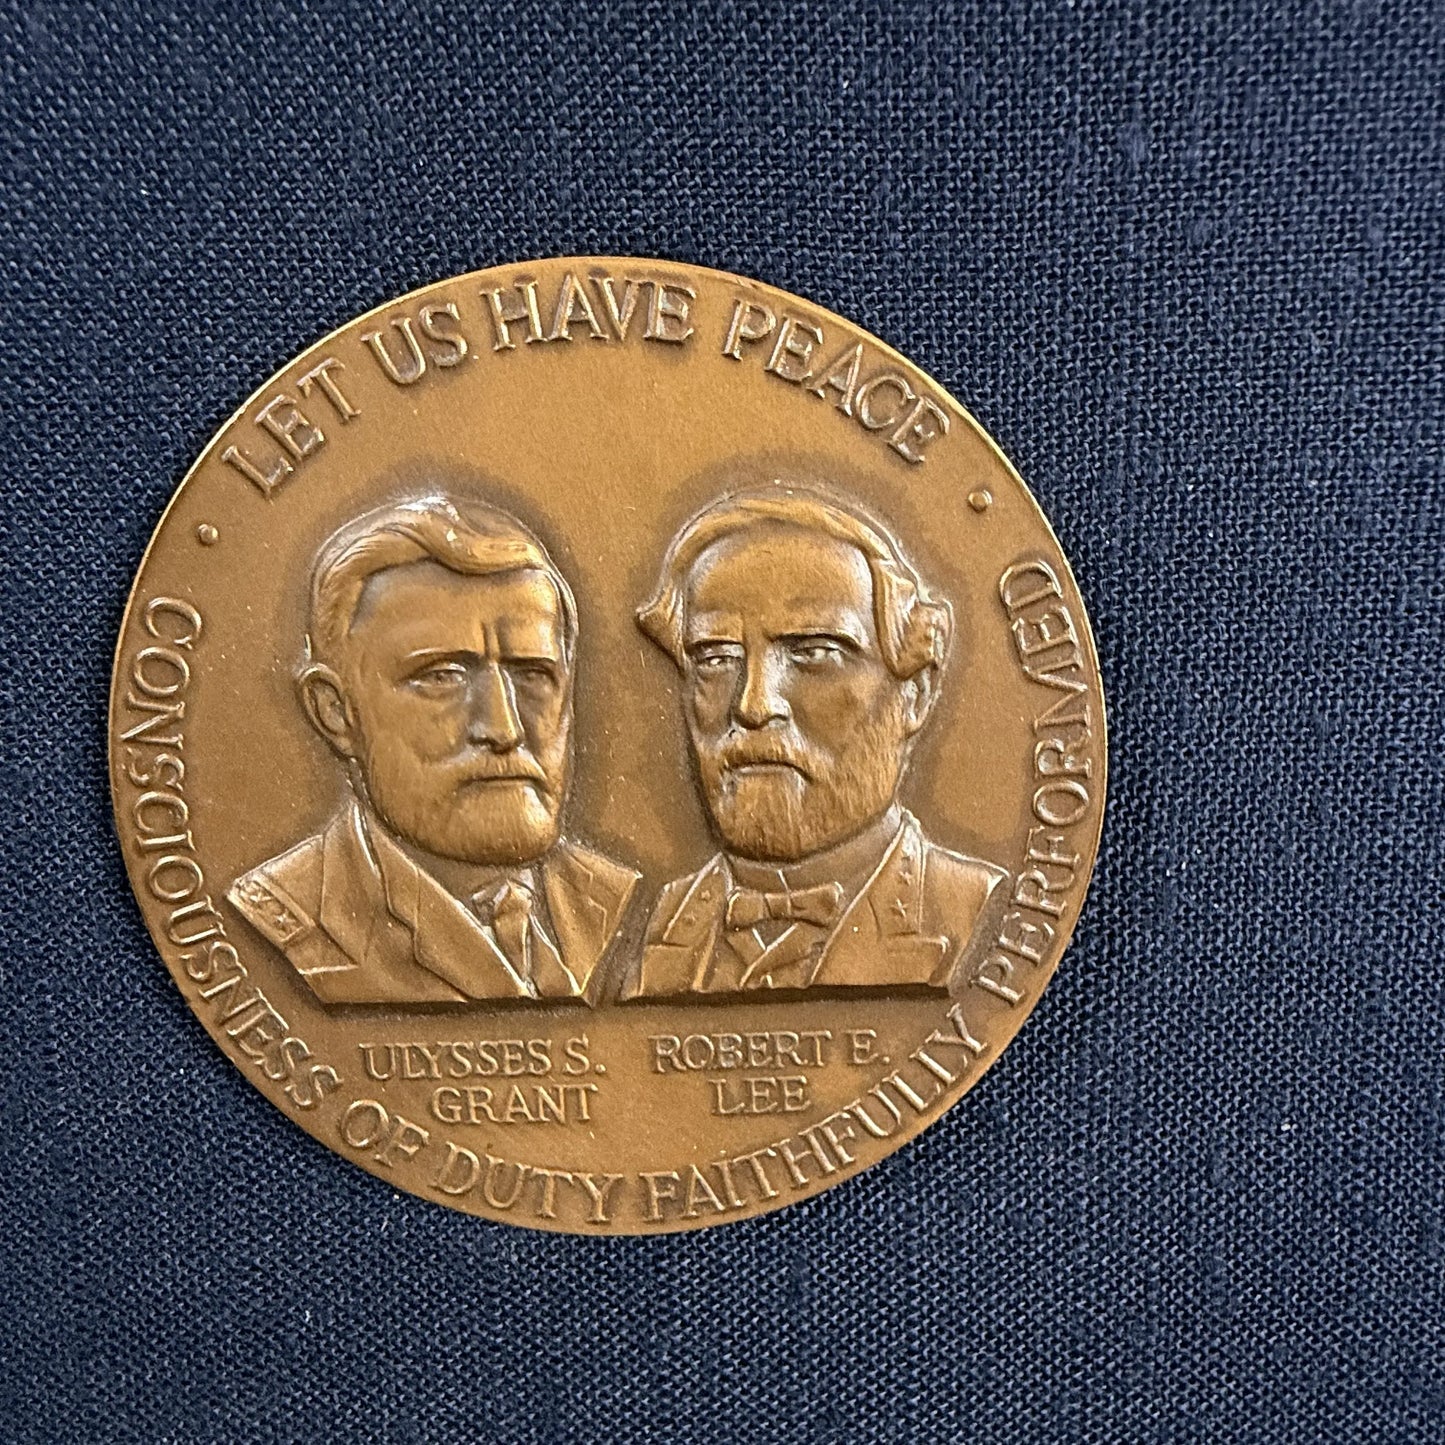 · LET US HAVE PEACE ·
ULYSSES S.
GRANT
ROBERT E.
LEE
CONSCIOUSNESS OF DUTY FAITHFULLY PERFORMED